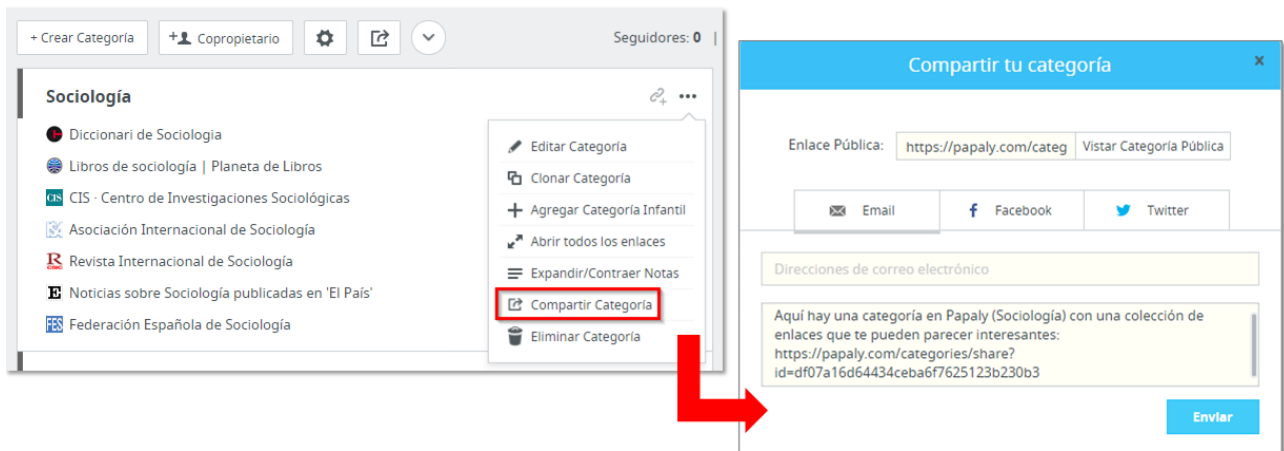 + Crear Categoría
+ Copropietario
Seguidores: 0 |
Sociología
Diccionari de Sociologia
Libros de sociología | Planeta de Libros
CIS CIS · Centro de Investigaciones Sociológicas
Asociación Internacional de Sociología
R Revista Internacional de Sociología
E Noticias sobre Sociología publicadas en 'El País'
FES Federación Española de Sociología
Editar Categoría
Clonar Categoría
Agregar Categoría Infantil
Abrir todos los enlaces
Expandir/Contraer Notas
Compartir Categoría
Eliminar Categoría
Compartir tu categoría x
Enlace Pública: https://papaly.com/categ Vistar Categoría Pública
Email f Facebook Twitter
Direcciones de correo electrónico
Aquí hay una categoría en Papaly (Sociología) con una colección de
enlaces que te pueden parecer interesantes:
https://papaly.com/categories/share?
id=df07a16d64434ceba6f7625123b230b3
Enviar